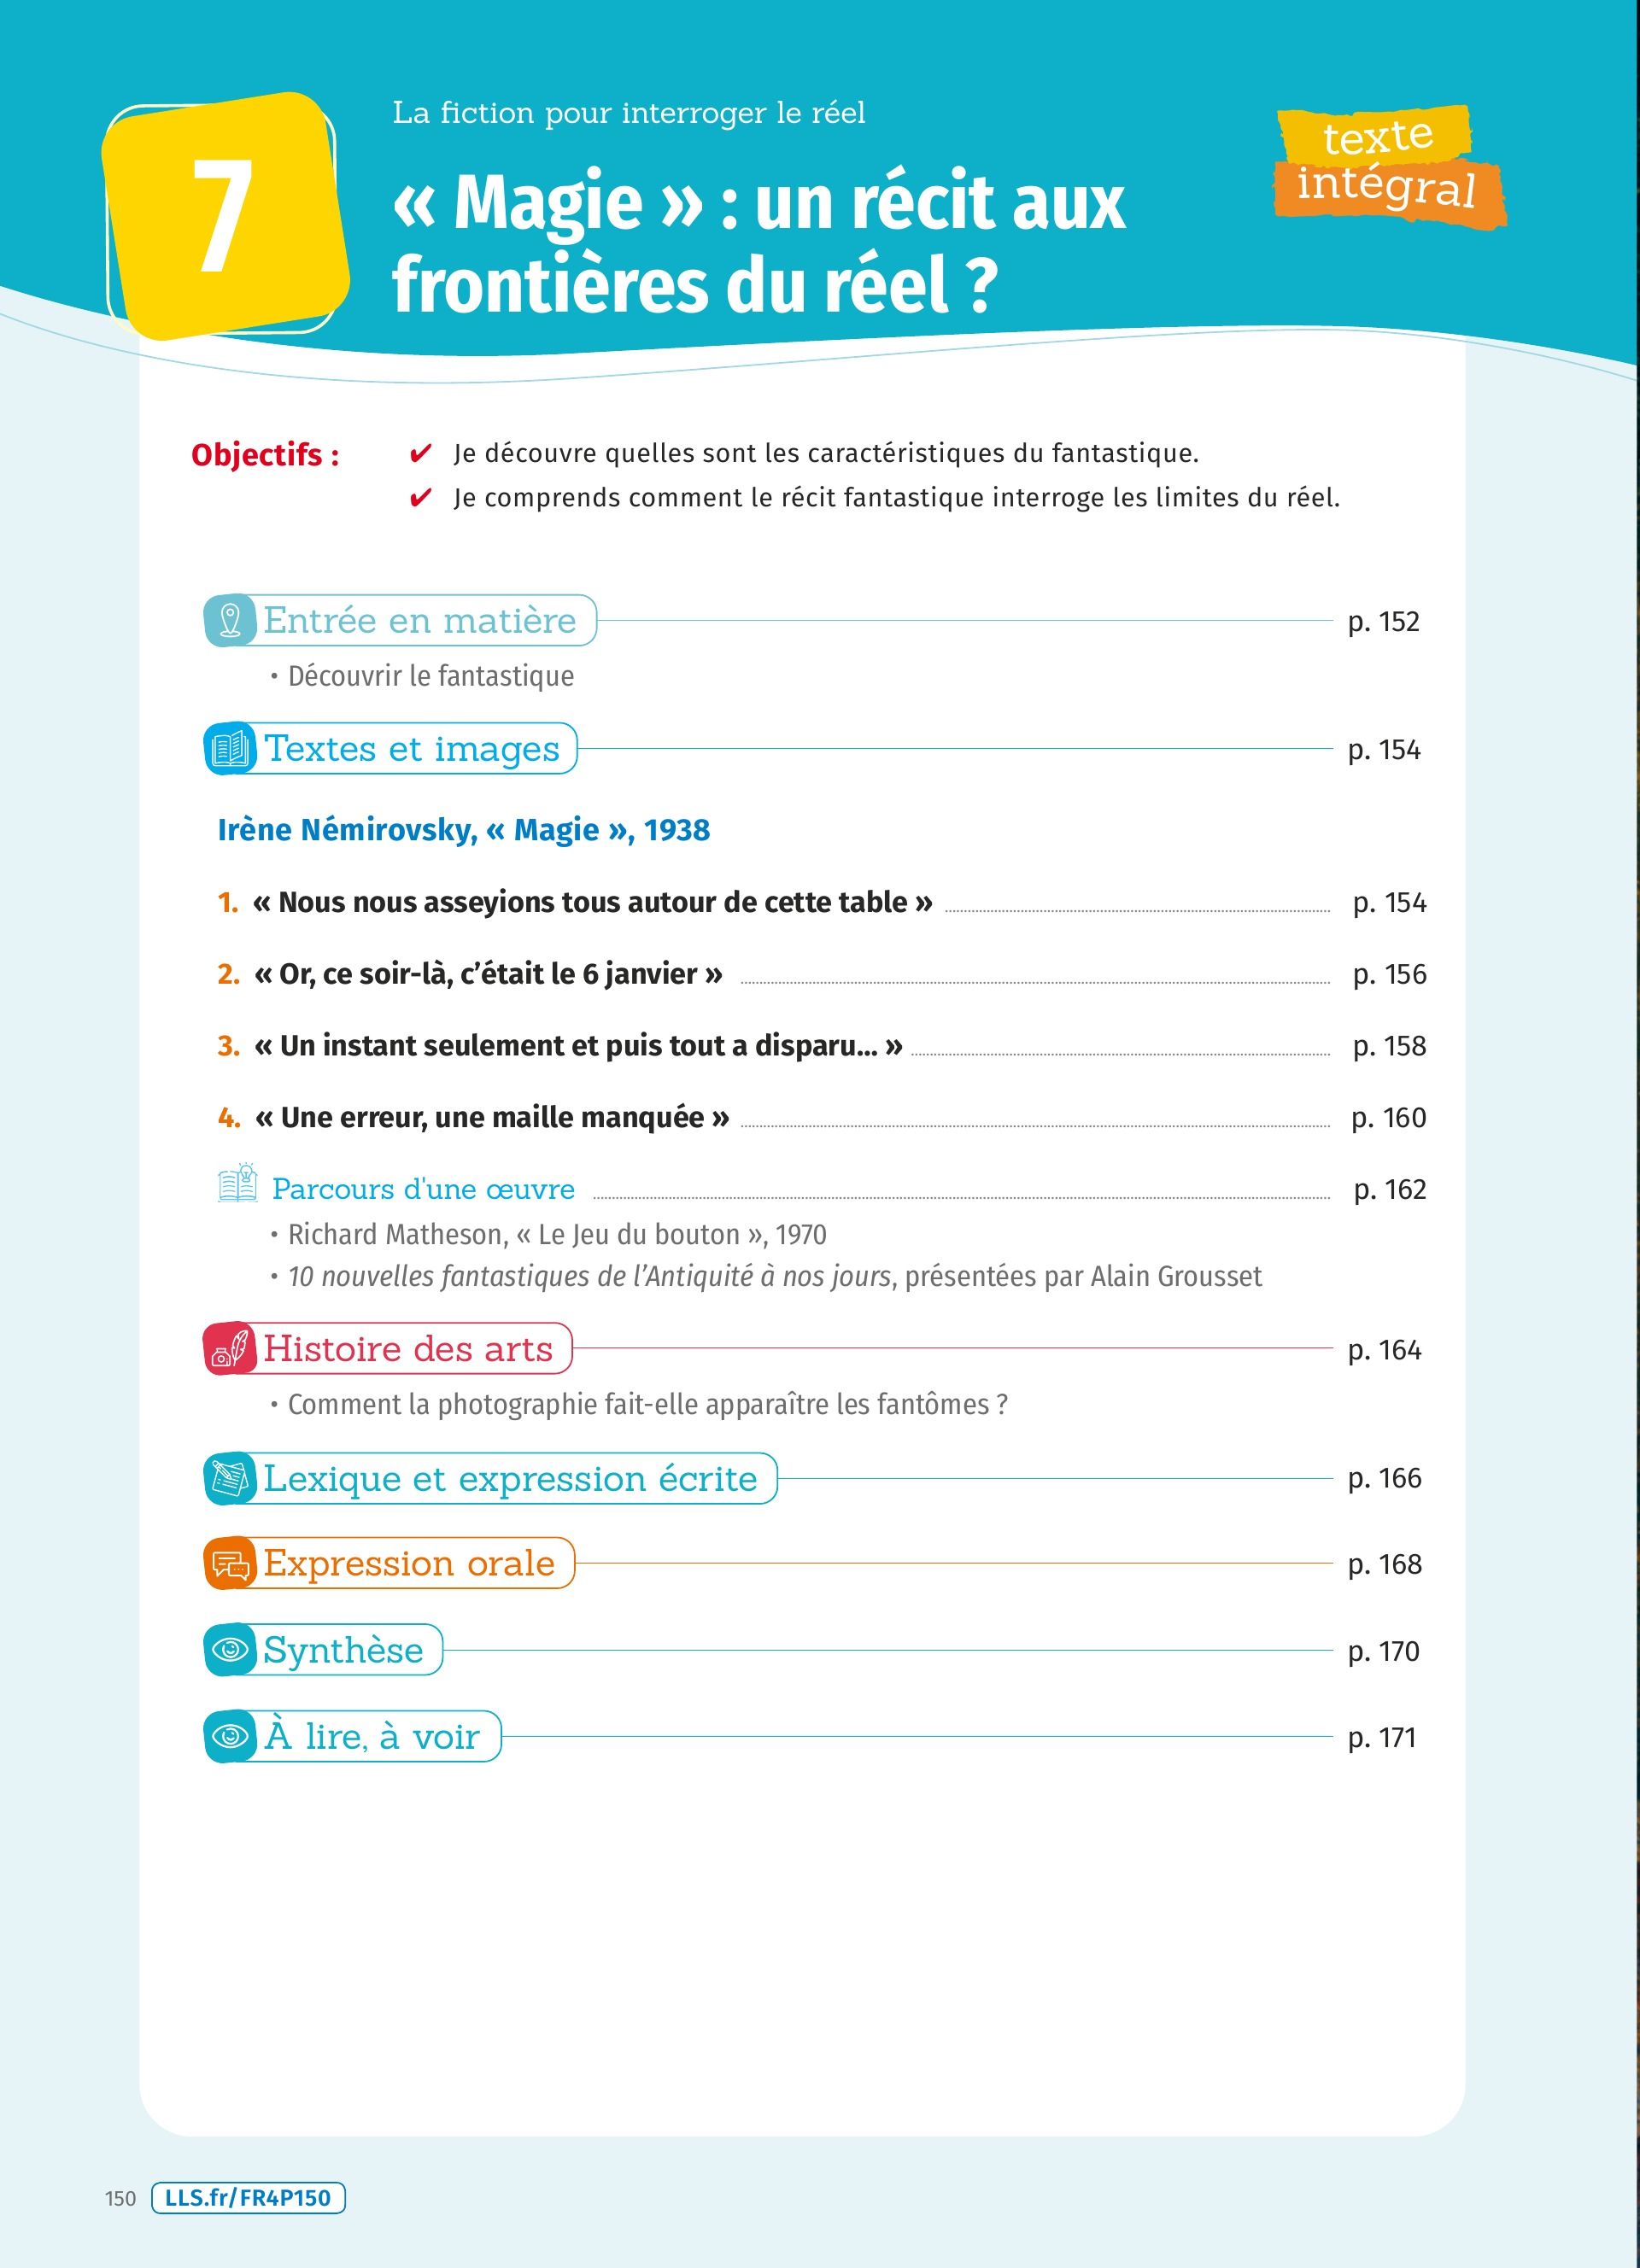 7
La fiction pour interroger le réel
« Magie » : un récit aux
frontières du réel ?
texte
intégral
Objectifs :
✔ Je découvre quelles sont les caractéristiques du fantastique.
✔ Je comprends comment le récit fantastique interroge les limites du réel.
Entrée en matière p. 152
• Découvrir le fantastique
Textes et images p. 154
Irène Némirovsky, « Magie », 1938
1. « Nous nous asseyions tous autour de cette table » p. 154
2. « Or, ce soir-là, c’était le 6 janvier » p. 156
3. « Un instant seulement et puis tout a disparu... » p. 158
4. « Une erreur, une maille manquée » p. 160
Parcours d'une œuvre p. 162
• Richard Matheson, « Le Jeu du bouton », 1970
• 10 nouvelles fantastiques de l’Antiquité à nos jours, présentées par Alain Grousset
Histoire des arts p. 164
• Comment la photographie fait-elle apparaître les fantômes ?
Lexique et expression écrite p. 166
Expression orale p. 168
Synthèse p. 170
À lire, à voir p. 171
150 LLS.fr/FR4P150